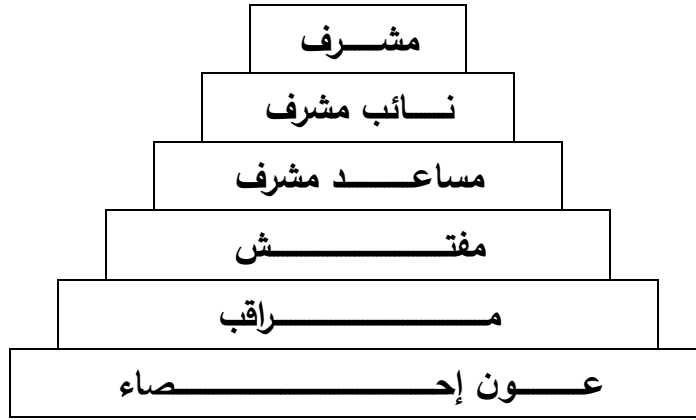 مشرف
نائب مشرف
مساعد مشرف
مفتش
مراقب
عون إحصاء